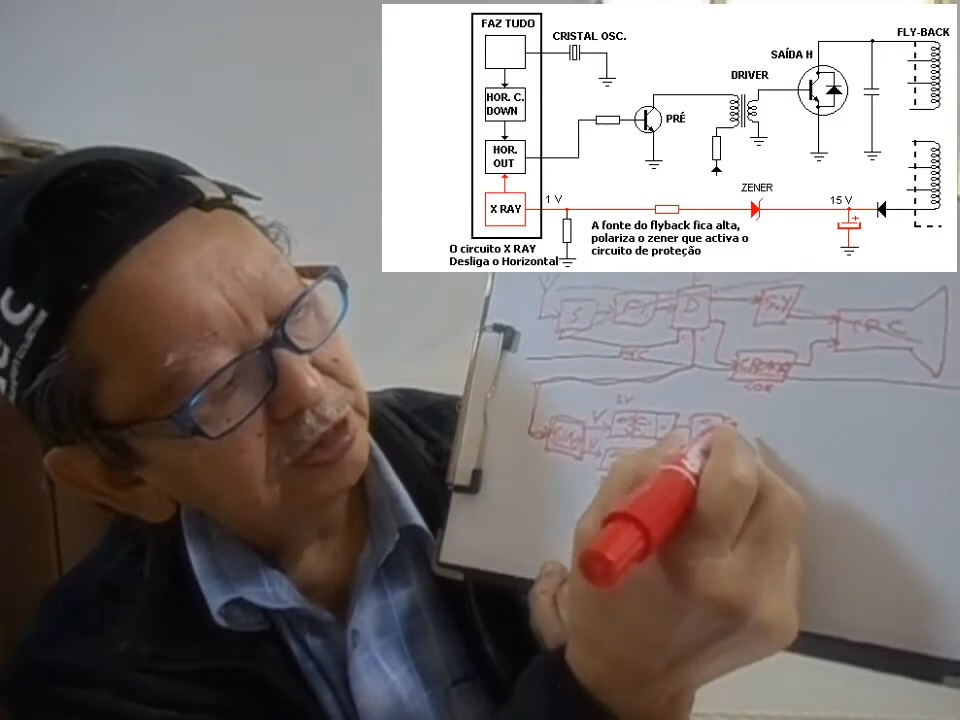 FAZ TUDO
CRISTAL OSC.
FLY-BACK
SAÍDA H
DRIVER
HOR. C.
DOWN
PRÉ
HOR.
OUT
ZENER
X RAY
1 V
15 V
+
A fonte do flyback fica alta,
polariza o zener que activa o
circuito de proteção
O circuito X RAY
Desliga o Horizontal
S
D
TRC
COR
V
C